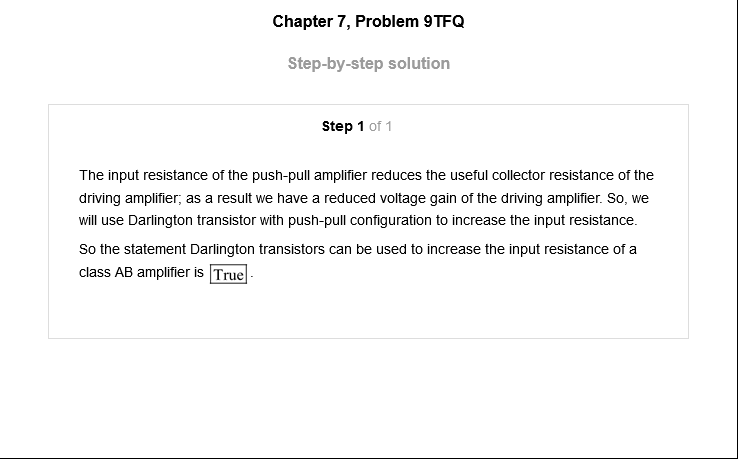 Chapter 7, Problem 9TFQ
Step-by-step solution
Step 1 of 1
The input resistance of the push-pull amplifier reduces the useful collector resistance of the
driving amplifier; as a result we have a reduced voltage gain of the driving amplifier. So, we
will use Darlington transistor with push-pull configuration to increase the input resistance.
So the statement Darlington transistors can be used to increase the input resistance of a
class AB amplifier is True.